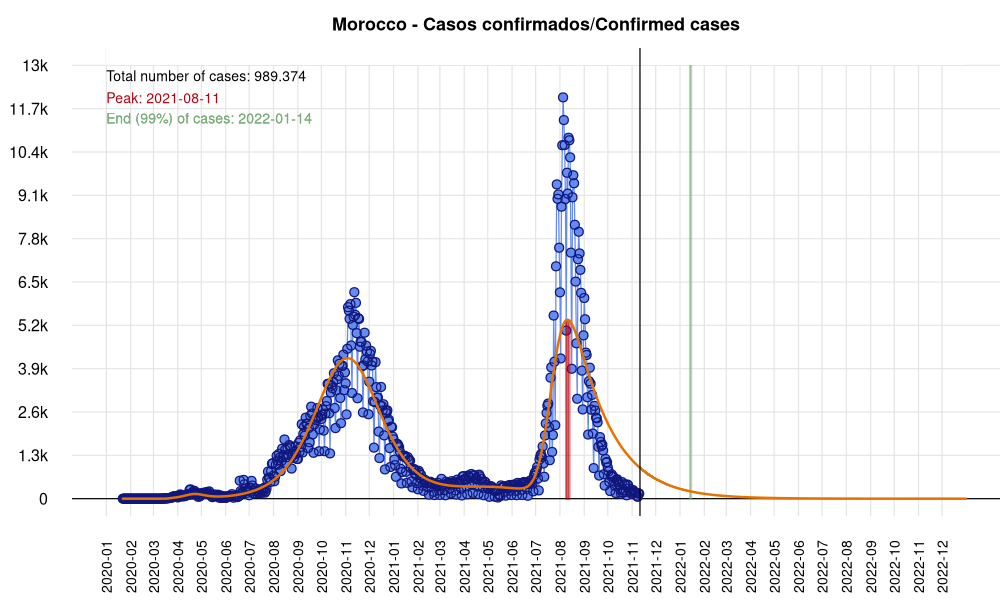 Morocco - Casos confirmados/Confirmed cases
Total number of cases: 989.374
Peak: 2021-08-11
End (99%) of cases: 2022-01-14
13k
11.7k
10.4k
9.1k
7.8k
6.5k
5.2k
3.9k
2.6k
1.3k
0
2020-01
2020-02
2020-03
2020-04
2020-05
2020-06
2020-07
2020-08
2020-09
2020-10
2020-11
2020-12
2021-01
2021-02
2021-03
2021-04
2021-05
2021-06
2021-07
2021-08
2021-09
2021-10
2021-11
2021-12
2022-01
2022-02
2022-03
2022-04
2022-05
2022-06
2022-07
2022-08
2022-09
2022-10
2022-11
2022-12